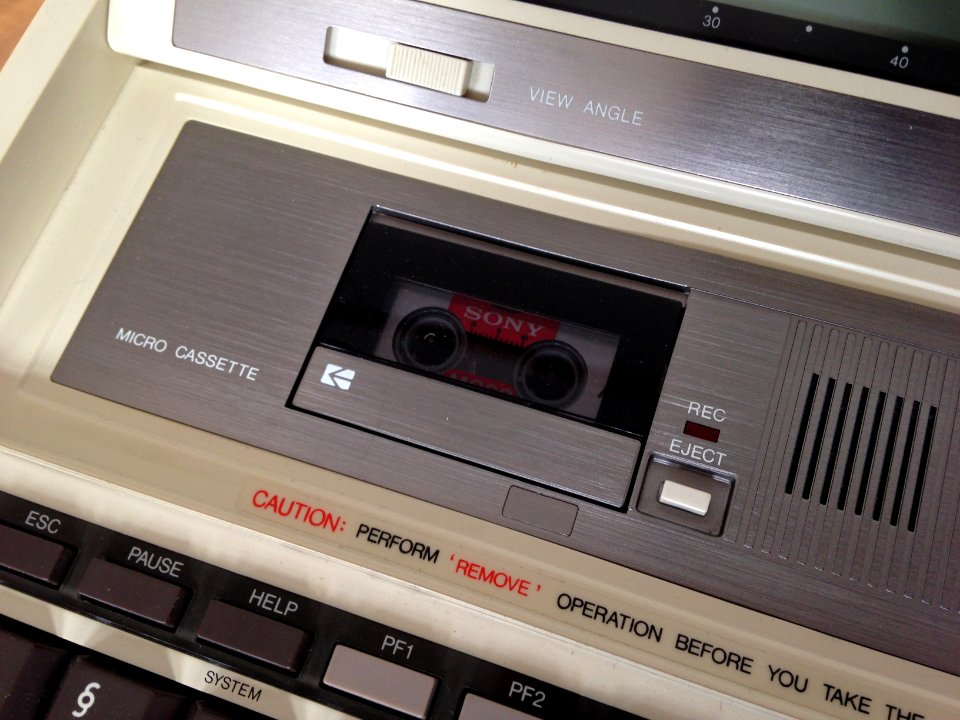 30
40
VIEW ANGLE
SONY
MICRO CASSETTE
REC
EJECT
CAUTION: PERFORM 'REMOVE' OPERATION BEFORE YOU TAKE THE
ESC
PAUSE
HELP
PF1
PF2
SYSTEM
§